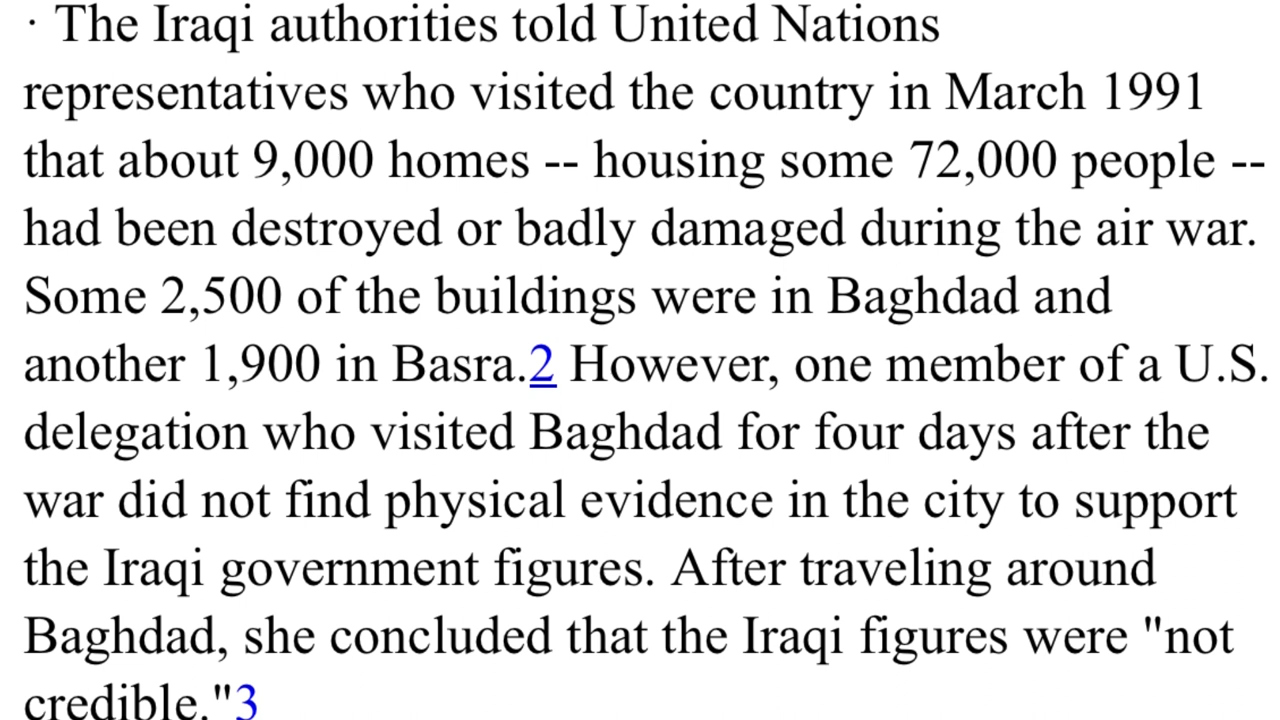 · The Iraqi authorities told United Nations
representatives who visited the country in March 1991
that about 9,000 homes -- housing some 72,000 people --
had been destroyed or badly damaged during the air war.
Some 2,500 of the buildings were in Baghdad and
another 1,900 in Basra.2 However, one member of a U.S.
delegation who visited Baghdad for four days after the
war did not find physical evidence in the city to support
the Iraqi government figures. After traveling around
Baghdad, she concluded that the Iraqi figures were "not
credible."3